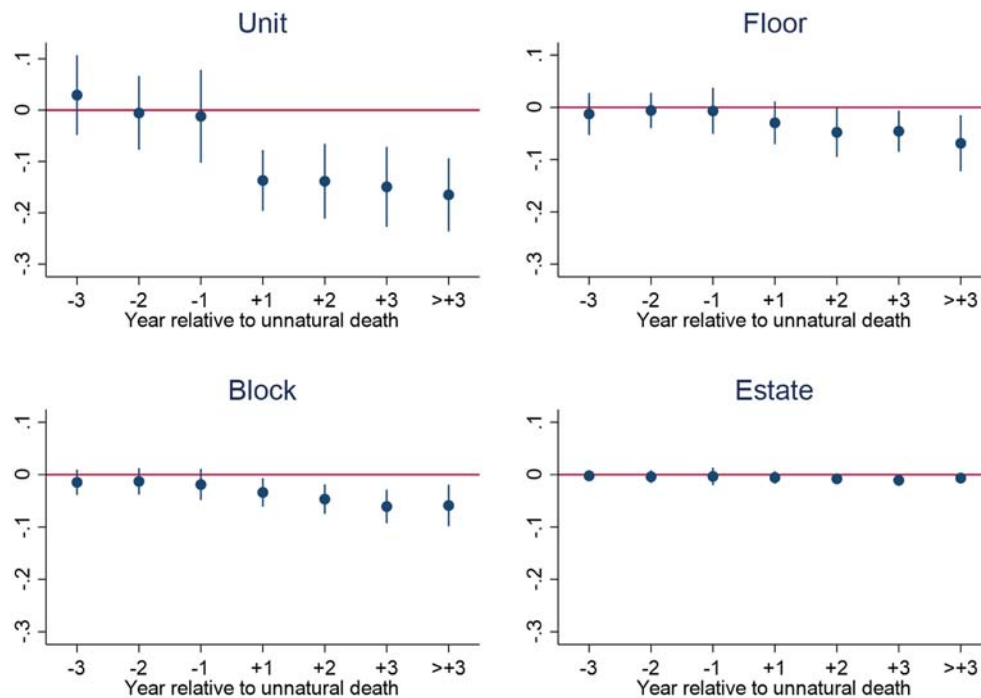 Unit
.1
0
-.1
-.2
-.3
-3 -2 -1 +1 +2 +3 >+3
Year relative to unnatural death
Floor
.1
0
-.1
-.2
-.3
-3 -2 -1 +1 +2 +3 >+3
Year relative to unnatural death
Block
.1
0
-.1
-.2
-.3
-3 -2 -1 +1 +2 +3 >+3
Year relative to unnatural death
Estate
.1
0
-.1
-.2
-.3
-3 -2 -1 +1 +2 +3 >+3
Year relative to unnatural death